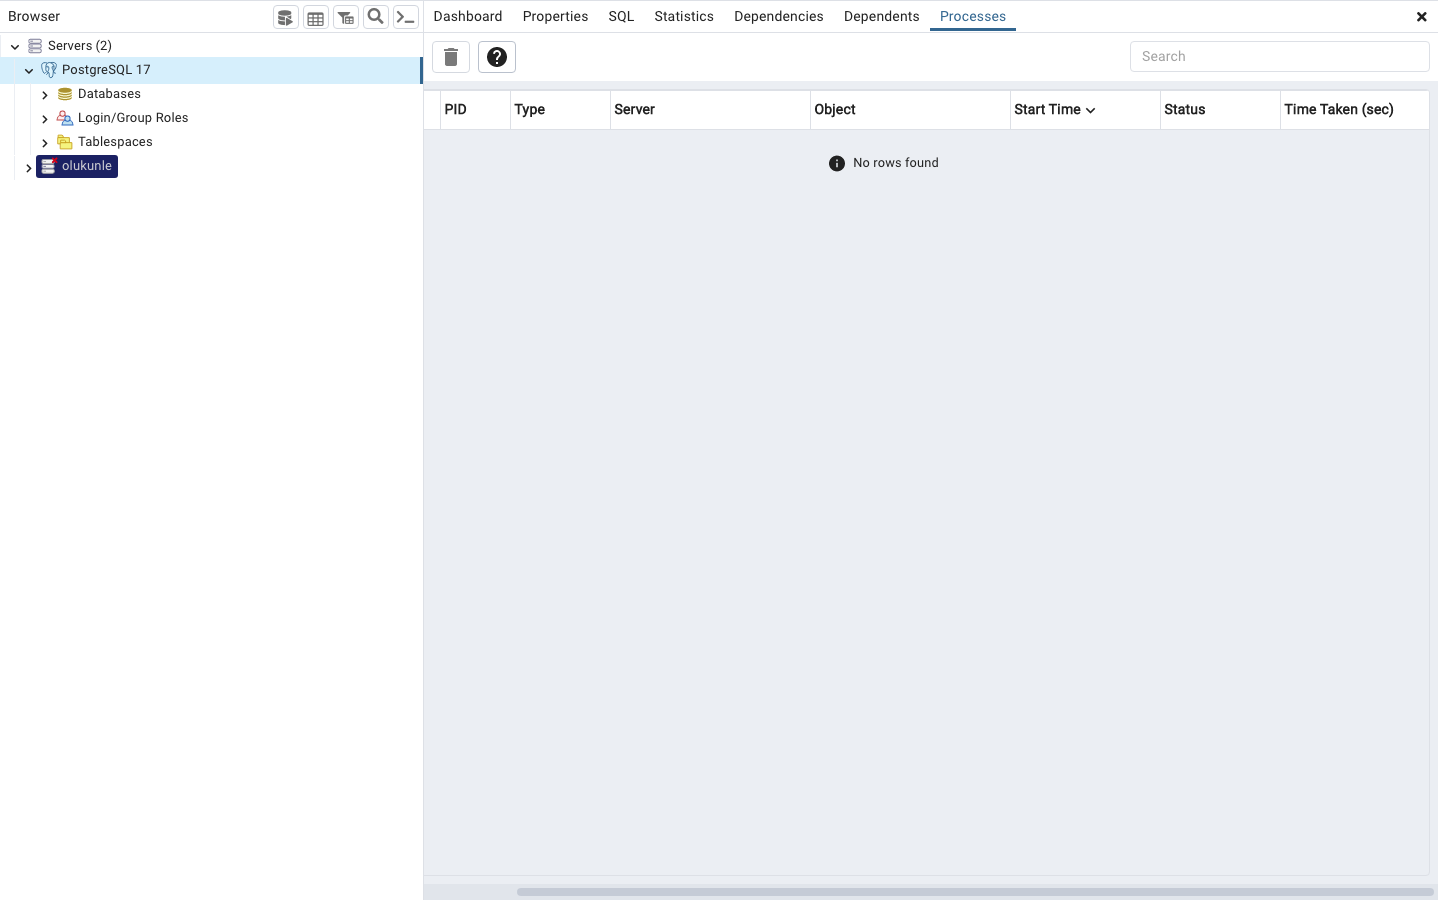 Browser
Dashboard Properties SQL Statistics Dependencies Dependents Processes
Servers (2)
PostgreSQL 17
Databases
Login/Group Roles
Tablespaces
olukunle
Search
PID Type Server Object Start Time Status Time Taken (sec)
No rows found